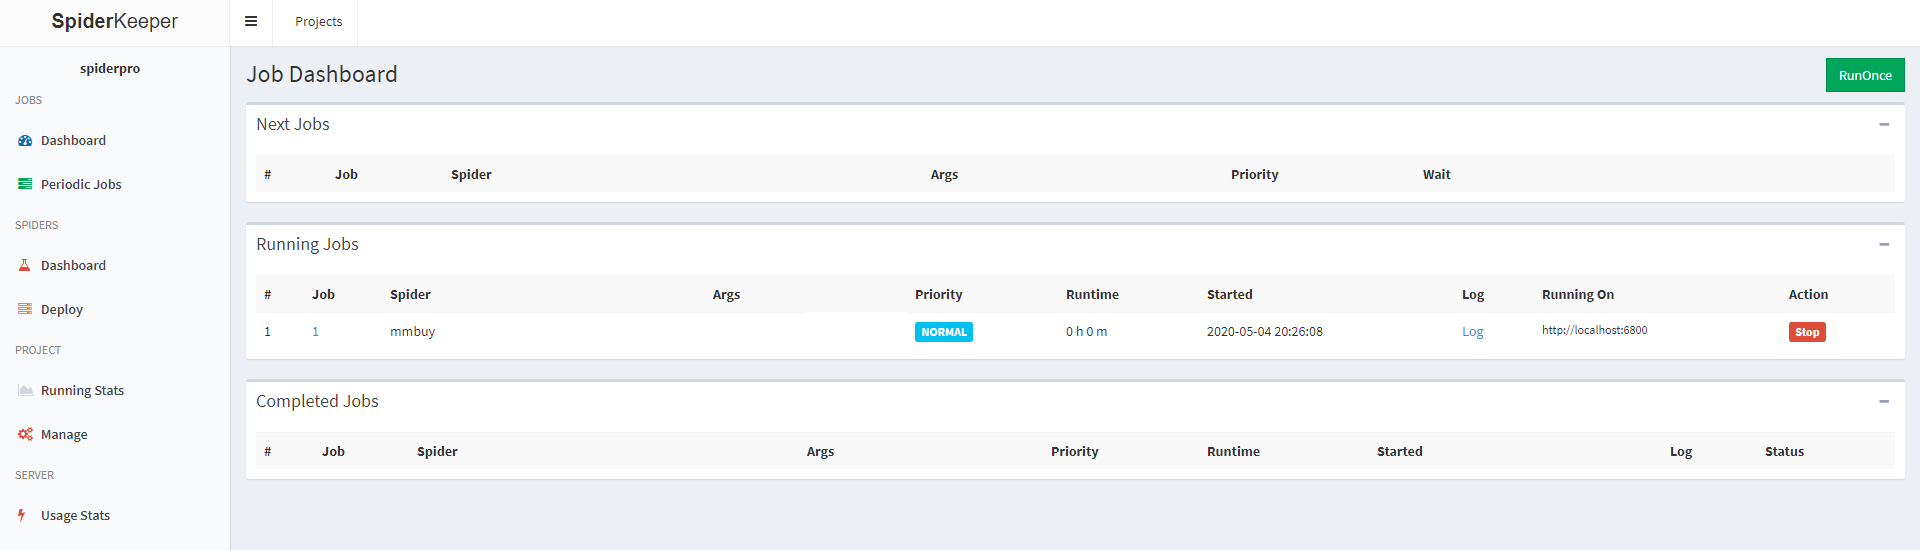 SpiderKeeper
Projects
spiderpro
JOBS
Dashboard
Periodic Jobs
SPIDERS
Dashboard
Deploy
PROJECT
Running Stats
Manage
SERVER
Usage Stats
Job Dashboard
RunOnce
Next Jobs
# Job Spider Args Priority Wait
Running Jobs
# Job Spider Args Priority Runtime Started Log Running On Action
1 1 mmbuy NORMAL 0 h 0 m 2020-05-04 20:26:08 Log http://localhost:6800 Stop
Completed Jobs
# Job Spider Args Priority Runtime Started Log Status